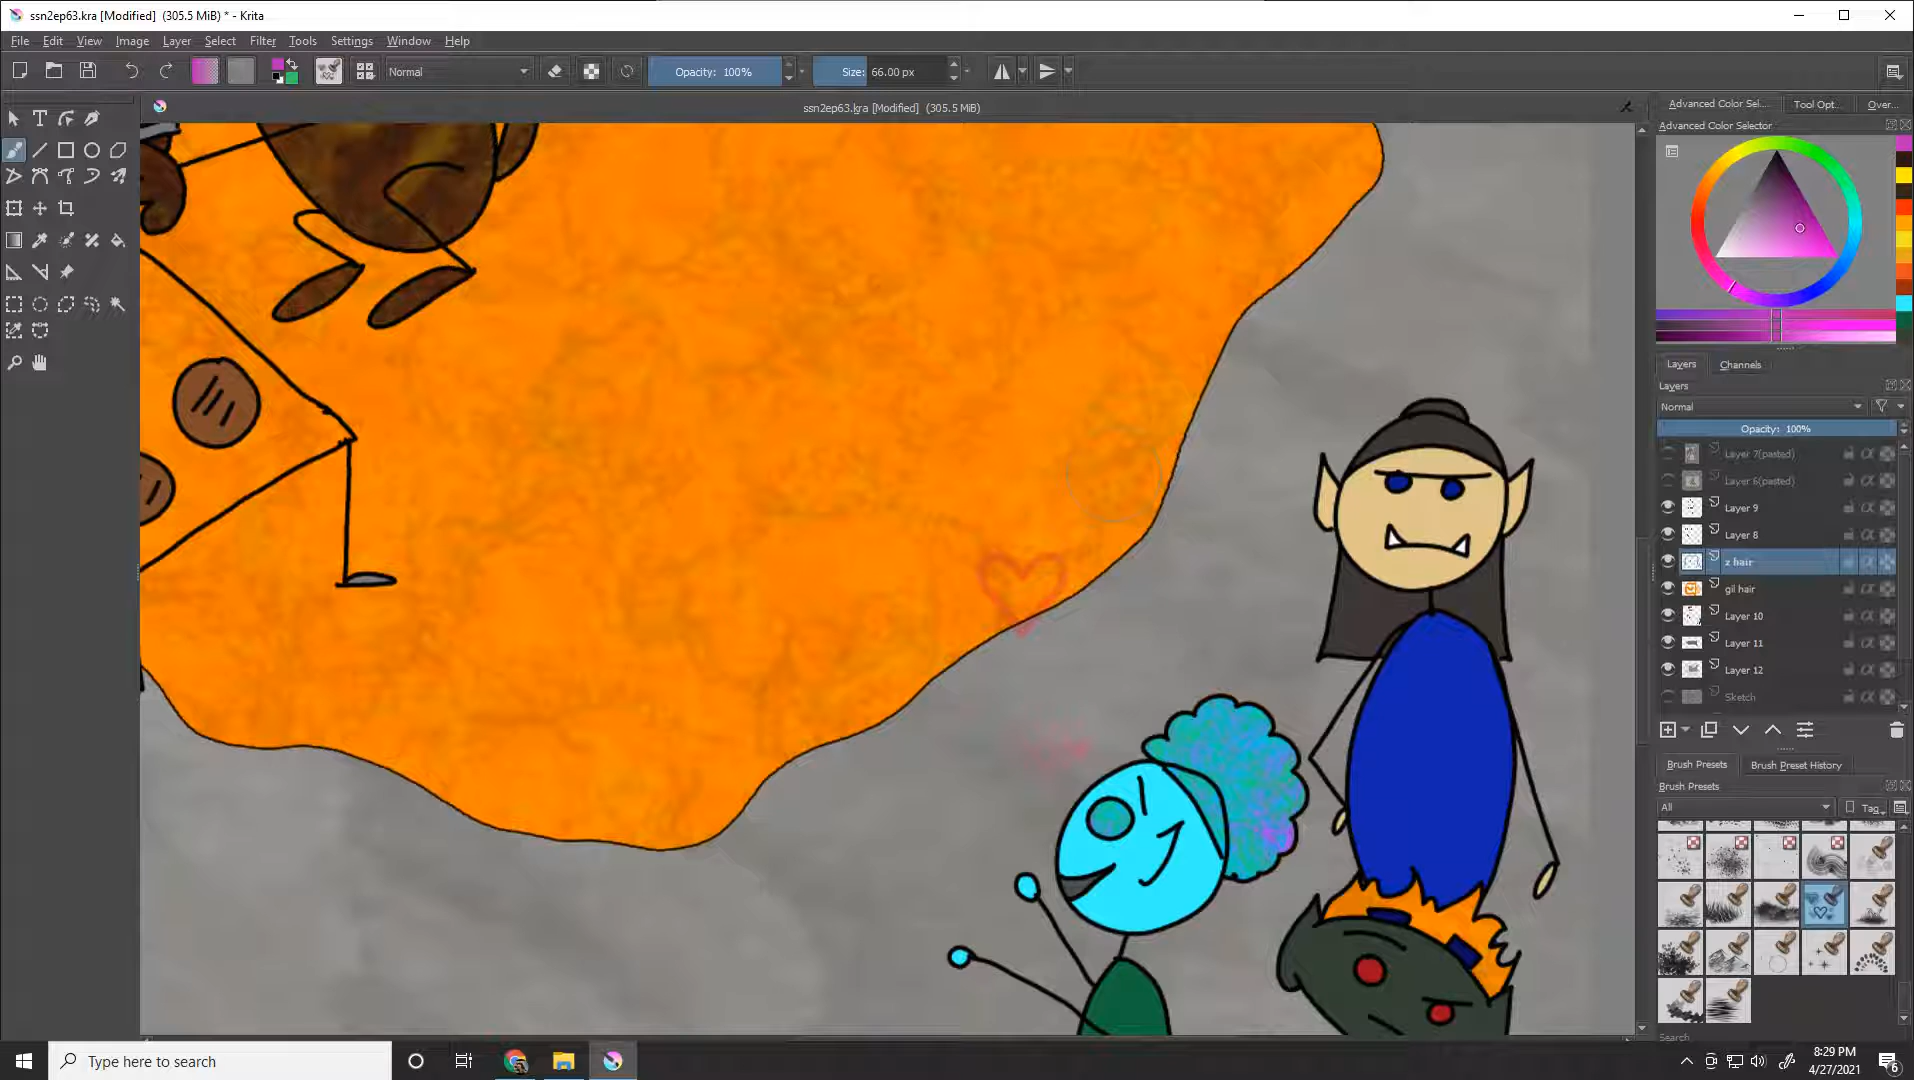 ssn2ep63.kra [Modified]  (305.5 MiB) * - Krita
File Edit View Image Layer Select Filter Tools Settings Window Help
Normal Opacity: 100% Size: 66.00 px
ssn2ep63.kra [Modified]  (305.5 MiB)
Advanced Color Sel... Tool Opt... Over...
Advanced Color Selector
Layers Channels
Layers
Normal
Opacity: 100%
Layer 7(pasted)
Layer 6(pasted)
Layer 9
Layer 8
z hair
gil hair
Layer 10
Layer 11
Layer 12
Sketch
Brush Presets Brush Preset History
Brush Presets
All Tag
Search
Type here to search
8:29 PM
4/27/2021
6